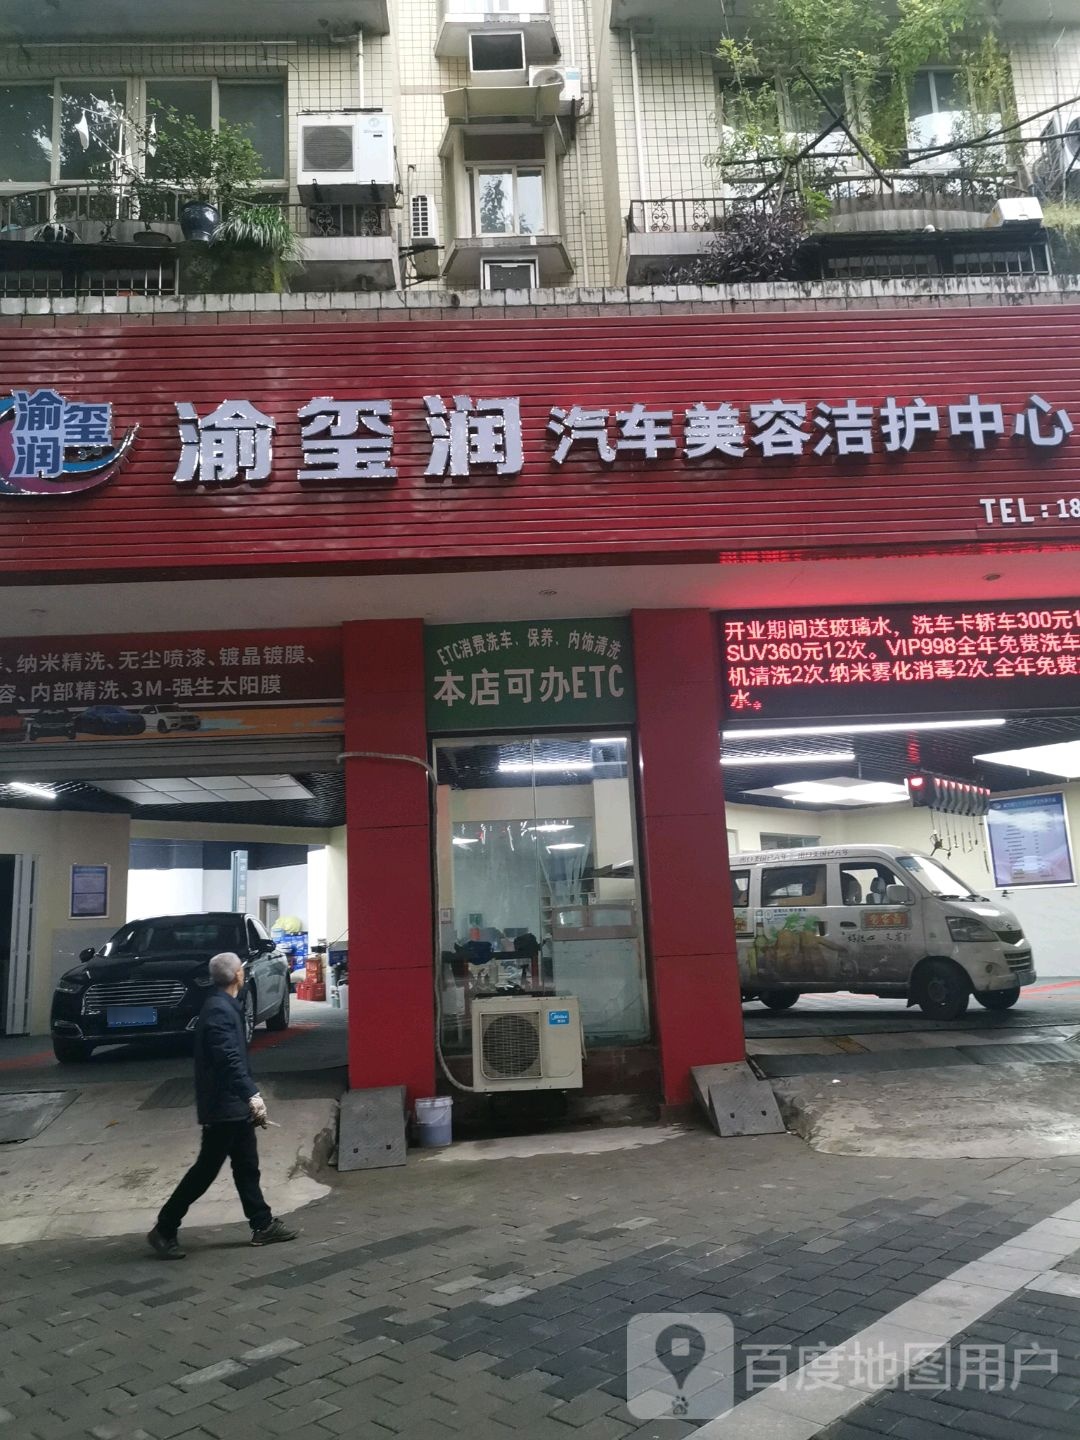 渝玺润
渝玺润 汽车美容洁护中心
TEL:18
、纳米精洗、无尘喷漆、镀晶镀膜、
容、内部精洗、3M-强生太阳膜
ETC消费洗车、保养、内饰清洗
本店可办ETC
开业期间送玻璃水，洗车卡轿车300元1
SUV360元12次。VIP998全年免费洗车
机清洗2次.纳米雾化消毒2次.全年免费
水。
Midea
百度地图用户